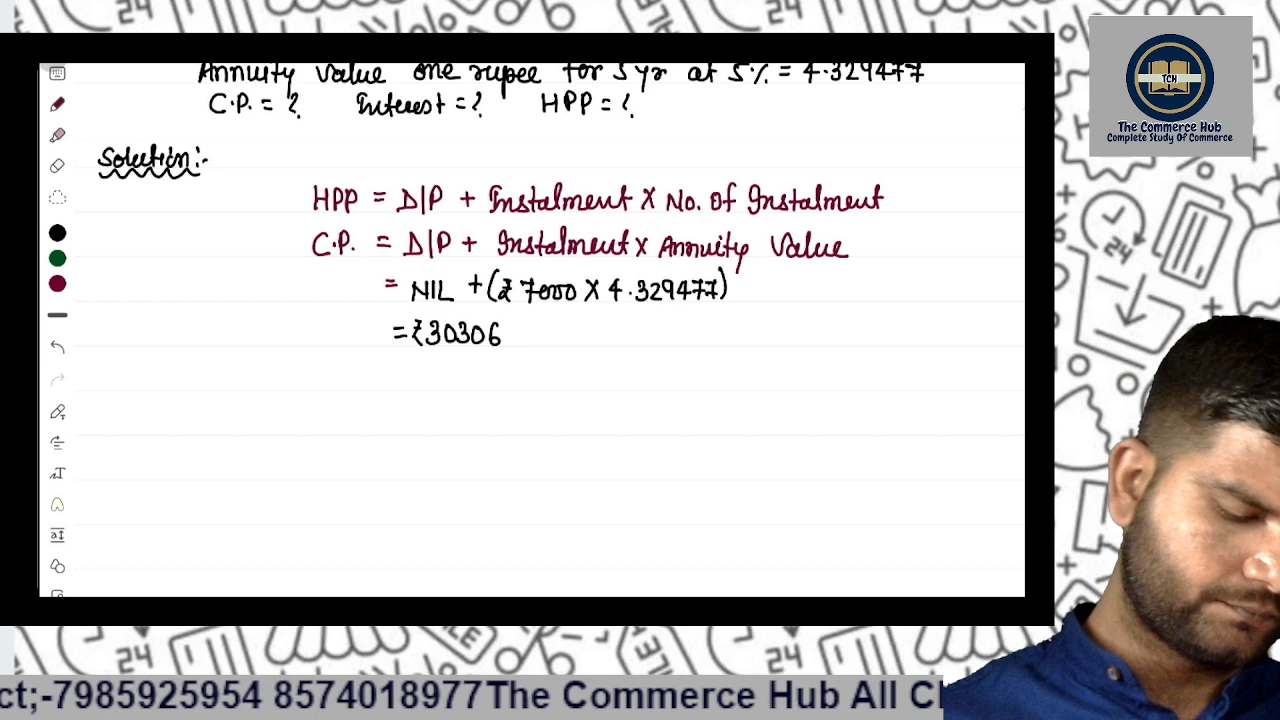 Annuity Value one rupee for 5 yr at 5% = 4.329477
C.P. = ? Interest = ? HPP = ?
Solution:-
HPP = D/P + Instalment X No. Of Instalment
C.P. = D/P + Instalment X Annuity Value
= NIL + (₹ 7000 X 4.329477)
= ₹30306
TCH
The Commerce Hub
Complete Study Of Commerce
ct;-7985925954 8574018977 The Commerce Hub All Cl